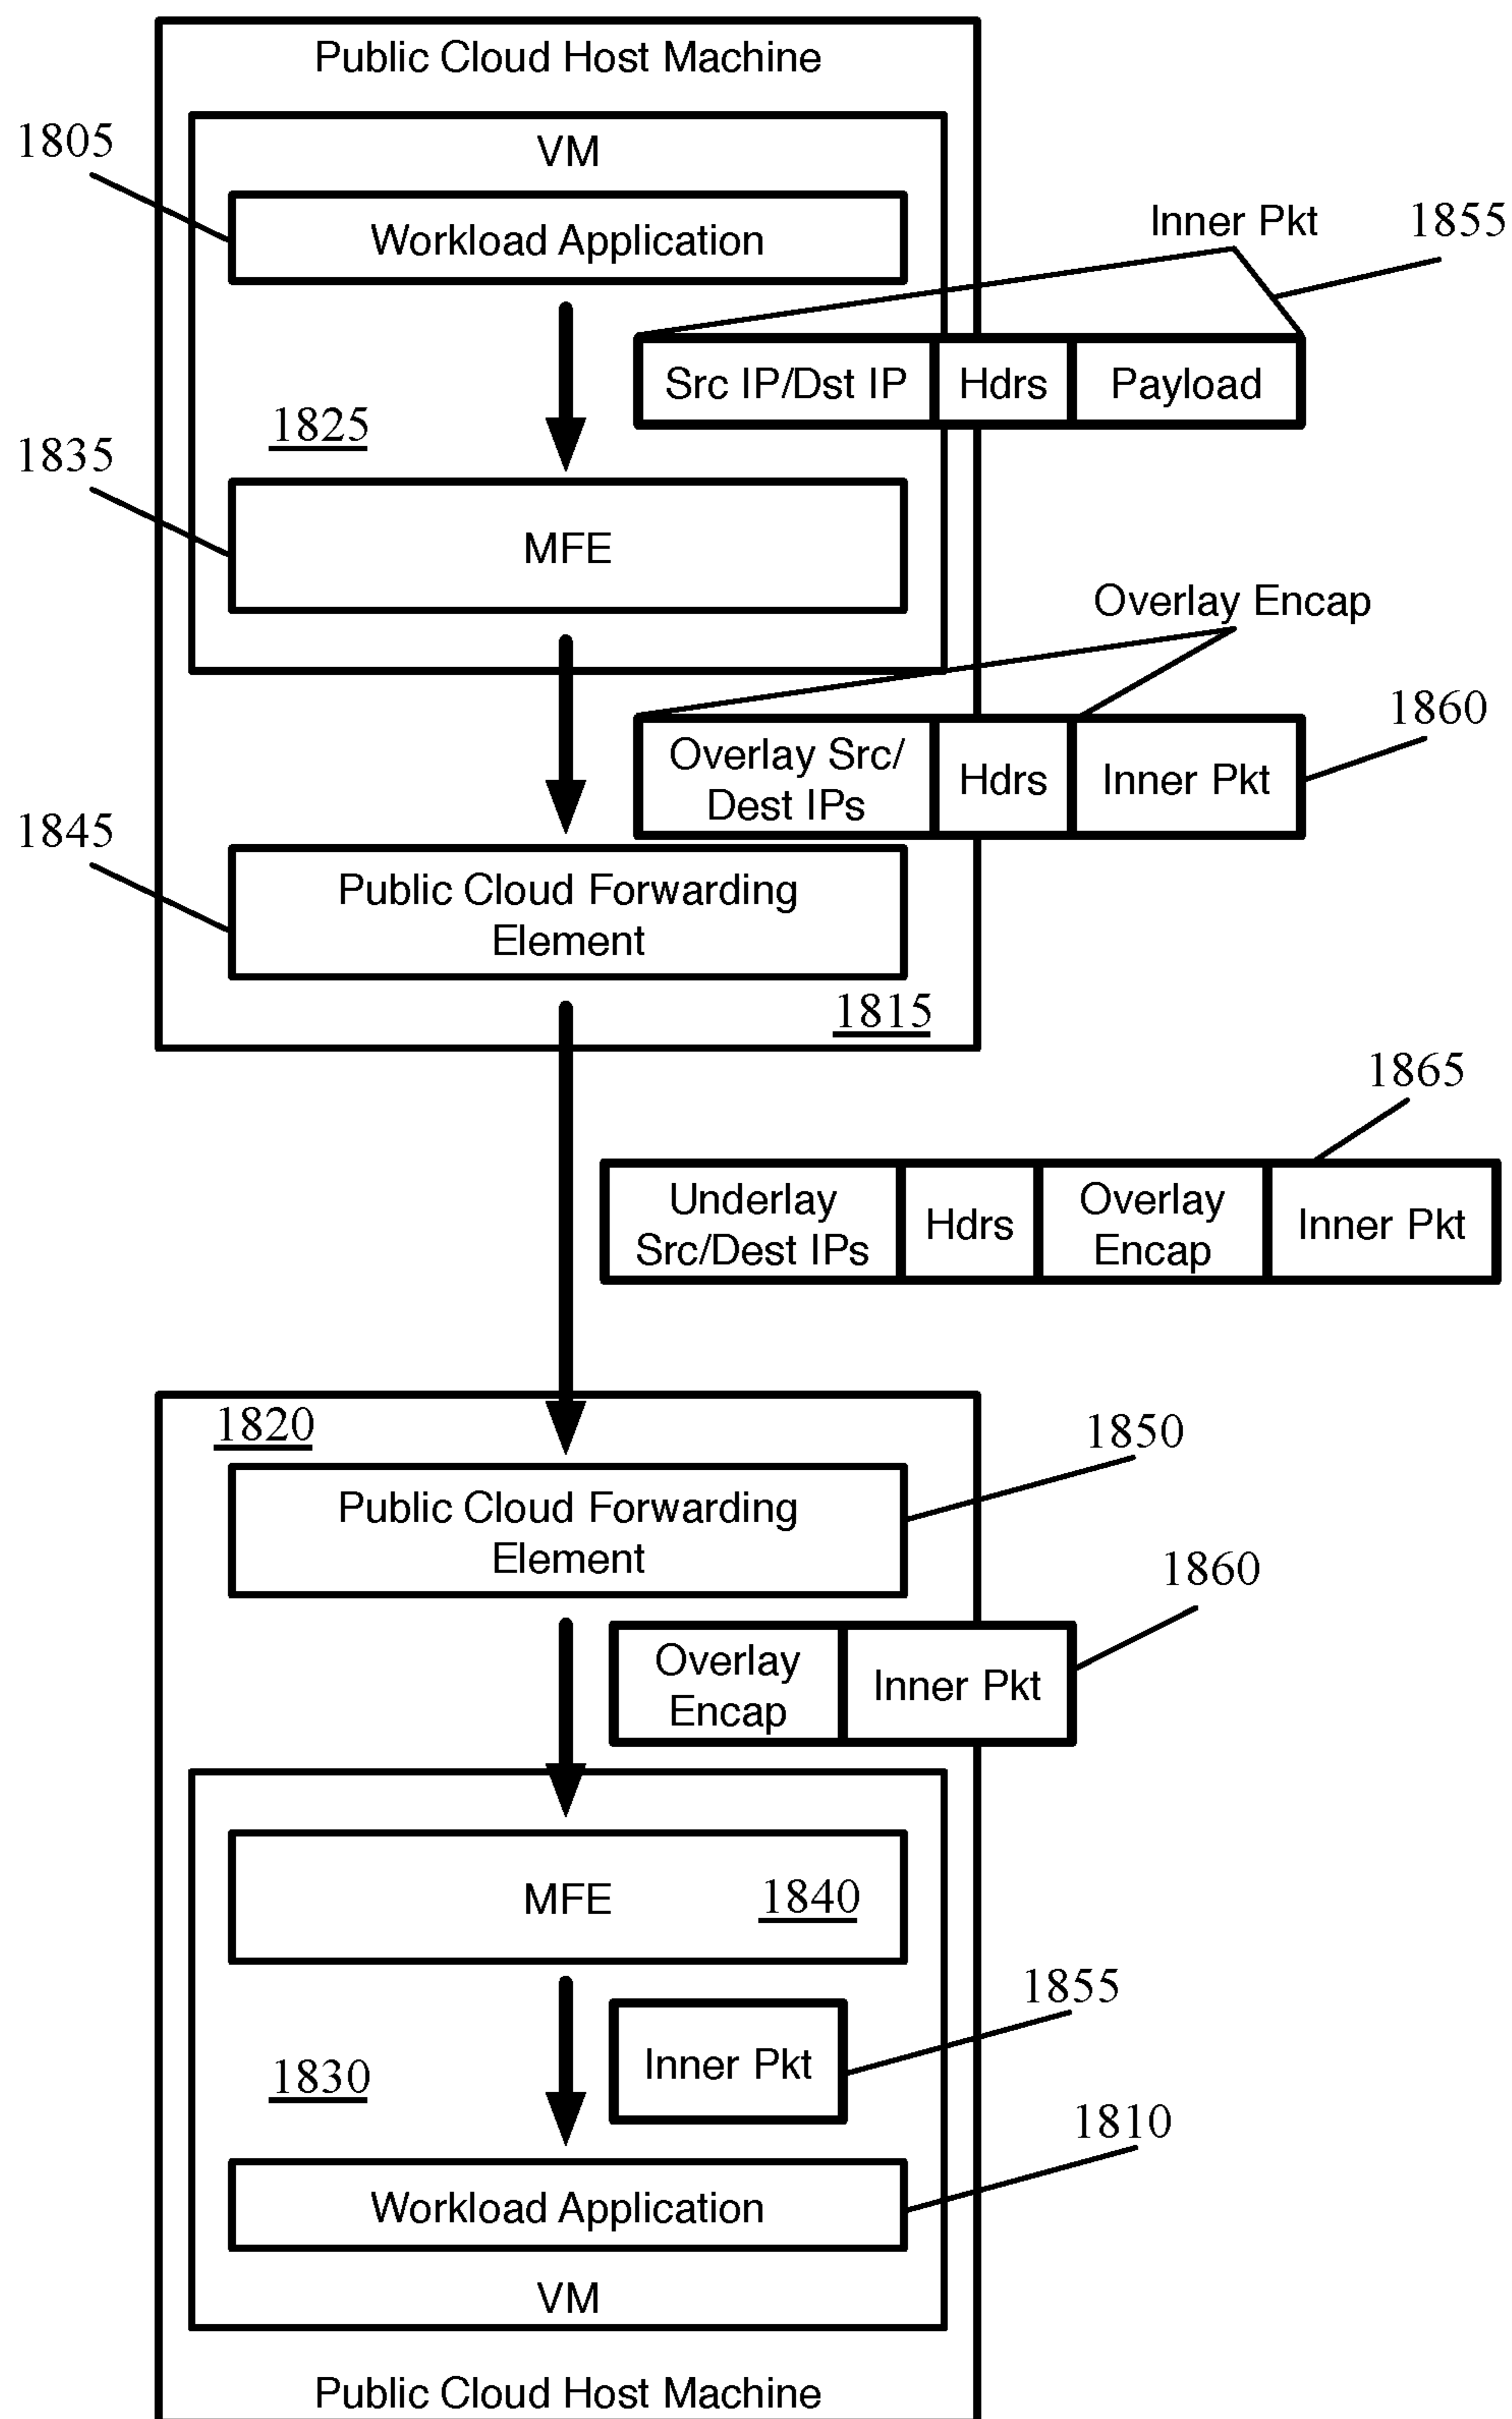 Public Cloud Host Machine
1805
VM
Workload Application
Inner Pkt
1855
Src IP/Dst IP
Hdrs
Payload
1825
1835
MFE
Overlay Encap
1860
Overlay Src/
Dest IPs
Hdrs
Inner Pkt
1845
Public Cloud Forwarding
Element
1815
1865
Underlay
Src/Dest IPs
Hdrs
Overlay
Encap
Inner Pkt
1820
1850
Public Cloud Forwarding
Element
1860
Overlay
Encap
Inner Pkt
MFE
1840
1855
Inner Pkt
1830
1810
Workload Application
VM
Public Cloud Host Machine